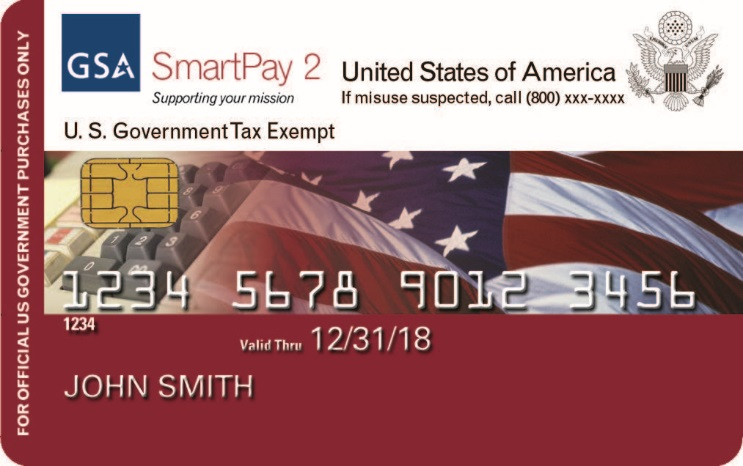 FOR OFFICIAL US GOVERNMENT PURCHASES ONLY
GSA
SmartPay 2
Supporting your mission
United States of America
If misuse suspected, call (800) xxx-xxxx
U. S. Government Tax Exempt
1234 5678 9012 3456
1234
Valid Thru 12/31/18
JOHN SMITH